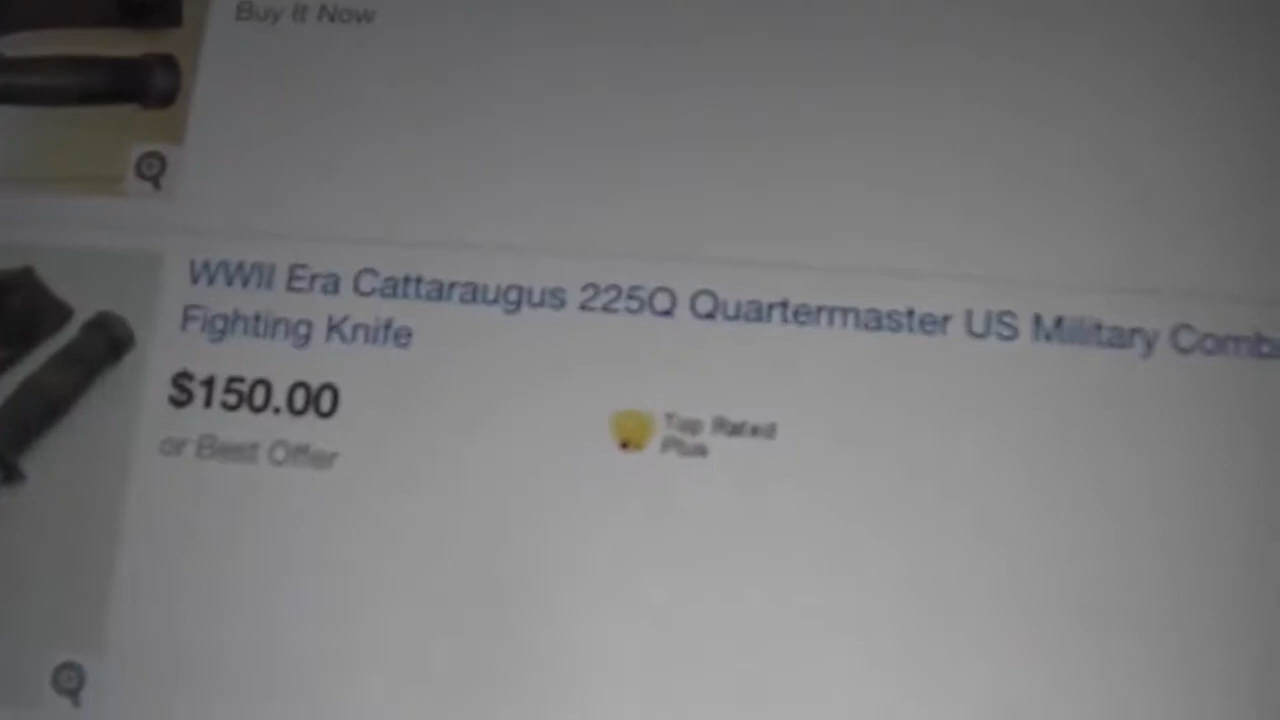 Buy It Now
WWII Era Cattaraugus 225Q Quartermaster US Military Comb
Fighting Knife
$150.00
or Best Offer
Top Rated
Plus